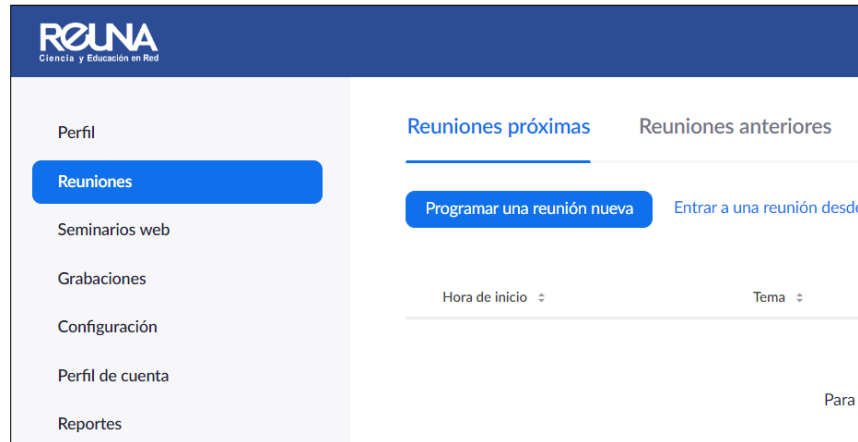 REUNA
Ciencia y Educación en Red
Perfil
Reuniones
Seminarios web
Grabaciones
Configuración
Perfil de cuenta
Reportes
Reuniones próximas Reuniones anteriores
Programar una reunión nueva Entrar a una reunión desde
Hora de inicio Tema
Para